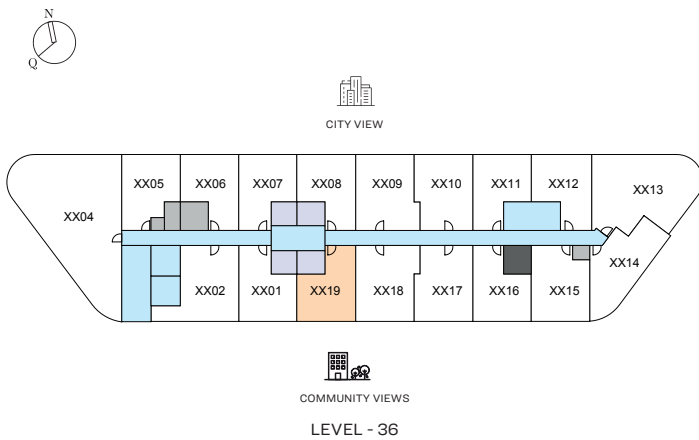 N
Q
CITY VIEW
XX05 XX06 XX07 XX08 XX09 XX10 XX11 XX12 XX13
XX04
XX14
XX02 XX01 XX19 XX18 XX17 XX16 XX15
COMMUNITY VIEWS
LEVEL - 36